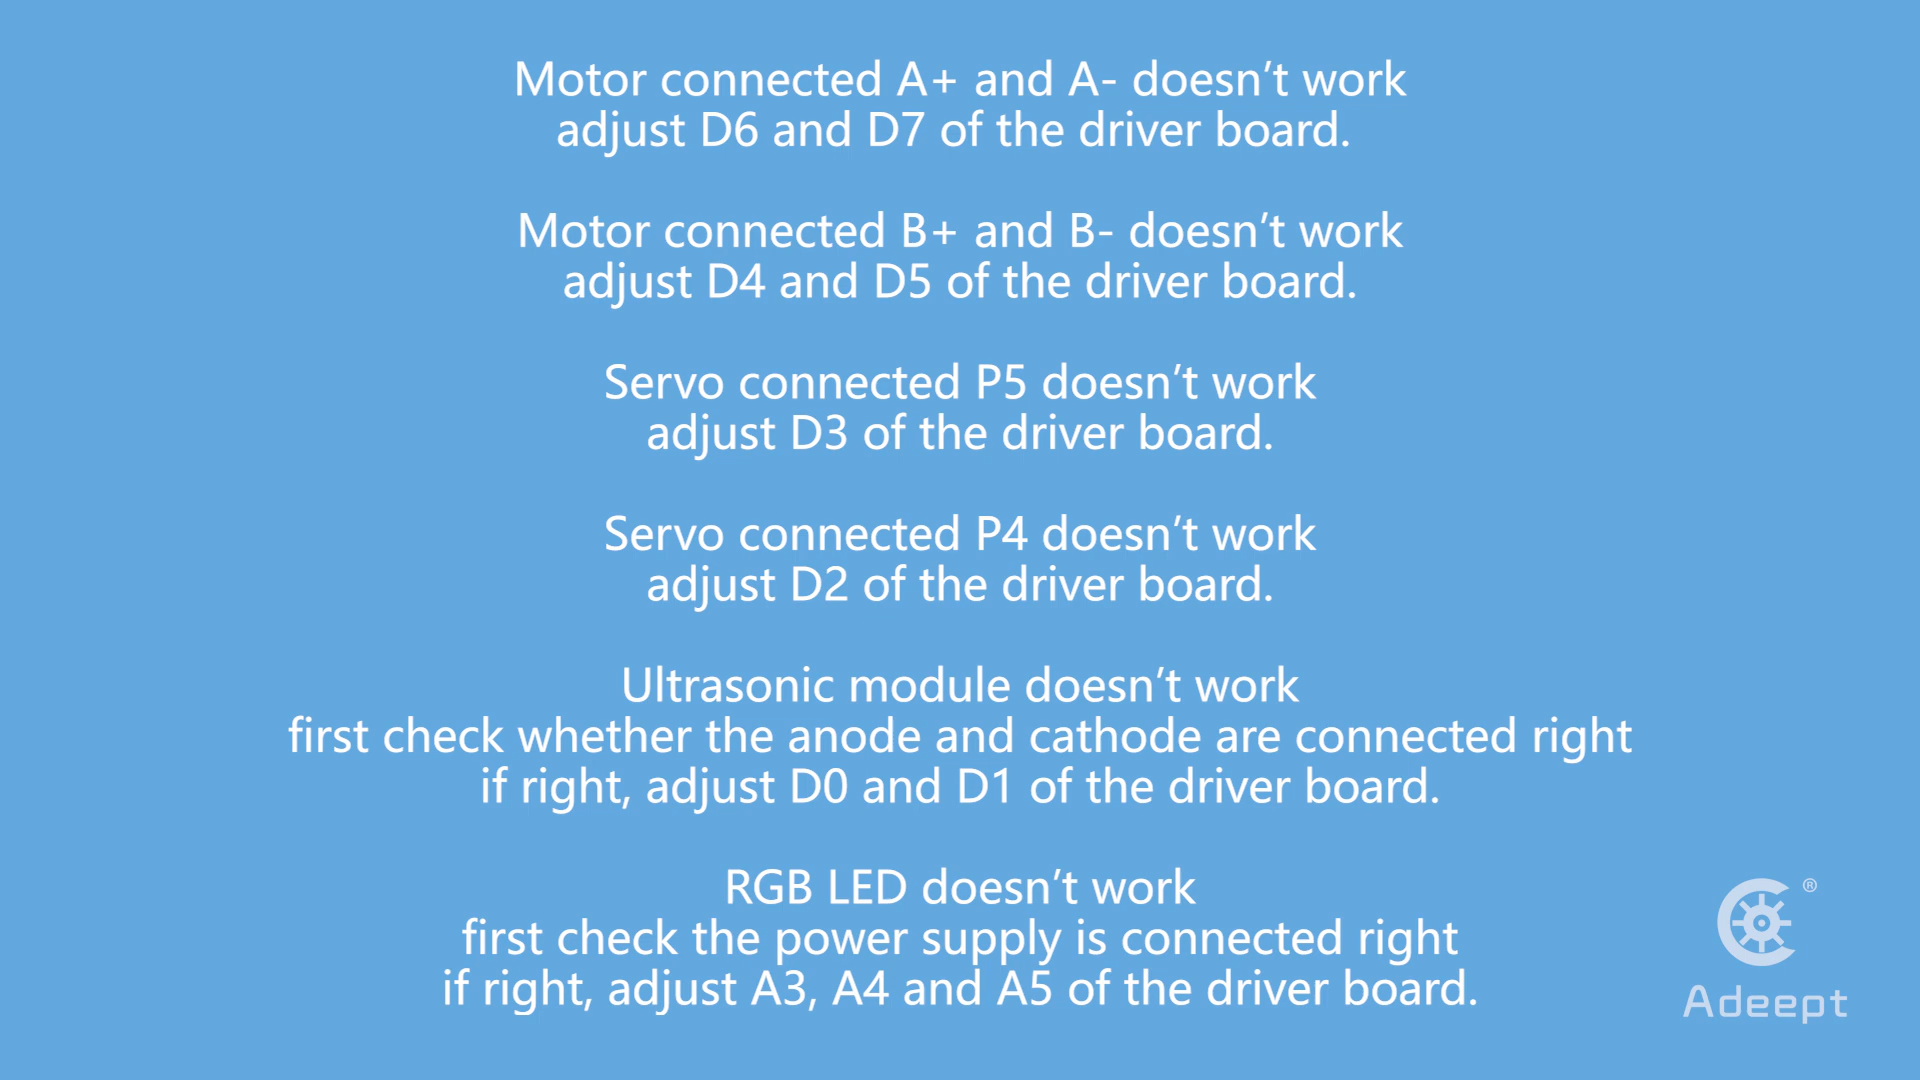 Motor connected A+ and A- doesn’t work
adjust D6 and D7 of the driver board.
Motor connected B+ and B- doesn’t work
adjust D4 and D5 of the driver board.
Servo connected P5 doesn’t work
adjust D3 of the driver board.
Servo connected P4 doesn’t work
adjust D2 of the driver board.
Ultrasonic module doesn’t work
first check whether the anode and cathode are connected right
if right, adjust D0 and D1 of the driver board.
RGB LED doesn’t work
first check the power supply is connected right
if right, adjust A3, A4 and A5 of the driver board.
®
Adeept